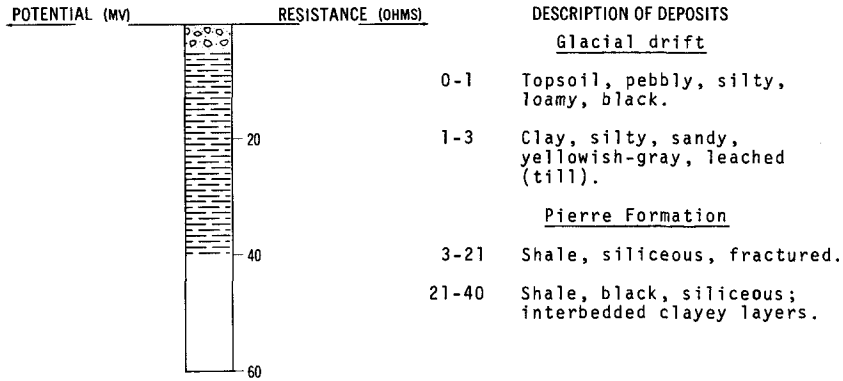 POTENTIAL (MV) RESISTANCE (OHMS) DESCRIPTION OF DEPOSITS
Glacial drift
0-1 Topsoil, pebbly, silty,
loamy, black.
1-3 Clay, silty, sandy,
yellowish-gray, leached
(till).
20
Pierre Formation
3-21 Shale, siliceous, fractured.
40
21-40 Shale, black, siliceous;
interbedded clayey layers.
60